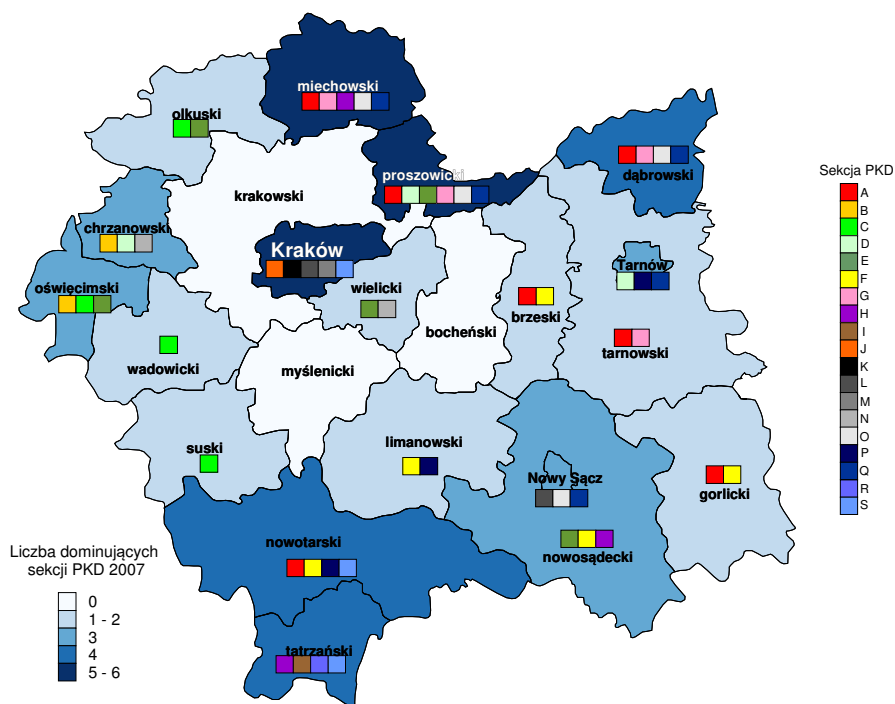 miechowski
olkuski
proszowicki
dąbrowski
krakowski
chrzanowski
Kraków
oświęcimski
wielicki
Tarnów
brzeski
bocheński
tarnowski
wadowicki
myślenicki
suski
limanowski
Nowy Sącz
gorlicki
nowotarski
nowosądecki
tatrzański
Sekcja PKD
A
B
C
D
E
F
G
H
I
J
K
L
M
N
O
P
Q
R
S
Liczba dominujących
sekcji PKD 2007
0
1 - 2
3
4
5 - 6